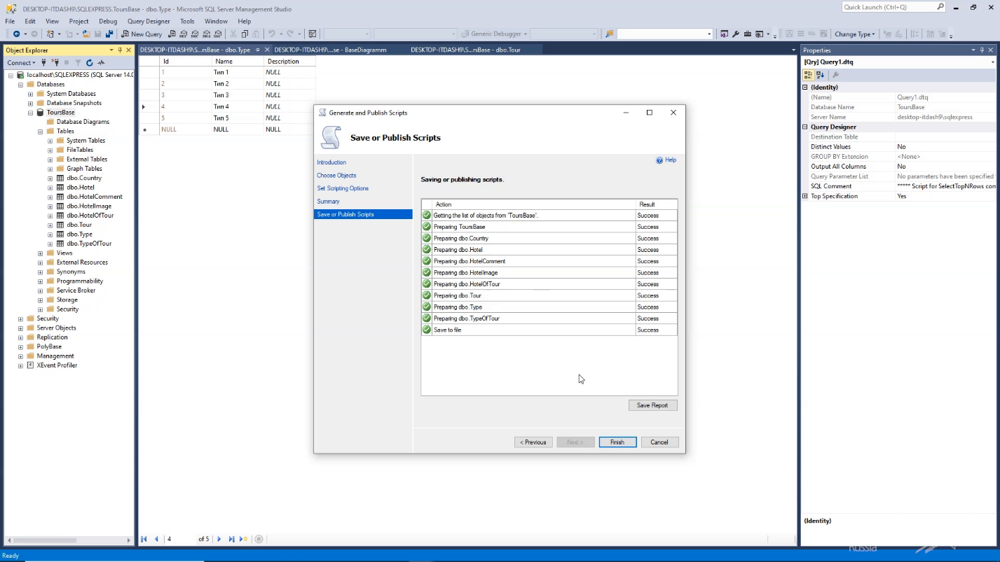 DESKTOP-ITDASH9\SQLEXPRESS.ToursBase - dbo.Type - Microsoft SQL Server Management Studio
Quick Launch (Ctrl+Q)
File Edit View Project Debug Query Designer Tools Window Help
New Query
Generic Debugger
Change Type
Object Explorer
DESKTOP-ITDASH9\S...rsBase - dbo.Type
DESKTOP-ITDASH9\...se - BaseDiagramm
DESKTOP-ITDASH9\S...rsBase - dbo.Tour
Properties
Connect
Id Name Description
1 Тип 1 NULL
2 Тип 2 NULL
3 Тип 3 NULL
4 Тип 4 NULL
5 Тип 5 NULL
NULL NULL NULL
localhost\SQLEXPRESS (SQL Server 14.0
Databases
System Databases
Database Snapshots
ToursBase
Database Diagrams
Tables
System Tables
FileTables
External Tables
Graph Tables
dbo.Country
dbo.Hotel
dbo.HotelComment
dbo.HotelImage
dbo.HotelOfTour
dbo.Tour
dbo.Type
dbo.TypeOfTour
Views
External Resources
Synonyms
Programmability
Service Broker
Storage
Security
Security
Server Objects
Replication
PolyBase
Management
XEvent Profiler
Generate and Publish Scripts
Save or Publish Scripts
Introduction
Choose Objects
Set Scripting Options
Summary
Save or Publish Scripts
Help
Saving or publishing scripts.
Action Result
Getting the list of objects from 'ToursBase'. Success
Preparing ToursBase Success
Preparing dbo.Country Success
Preparing dbo.Hotel Success
Preparing dbo.HotelComment Success
Preparing dbo.HotelImage Success
Preparing dbo.HotelOfTour Success
Preparing dbo.Tour Success
Preparing dbo.Type Success
Preparing dbo.TypeOfTour Success
Save to file Success
Save Report
< Previous Next > Finish Cancel
[Qry] Query1.dtq
(Identity)
(Name) Query1.dtq
Database Name ToursBase
Server Name desktop-itdash9\sqlexpress
Query Designer
Destination Table
Distinct Values No
GROUP BY Extension <None>
Output All Columns No
Query Parameter List No parameters have been specified
SQL Comment ***** Script for SelectTopNRows com
Top Specification Yes
(Identity)
4 of 5
Russia
Ready